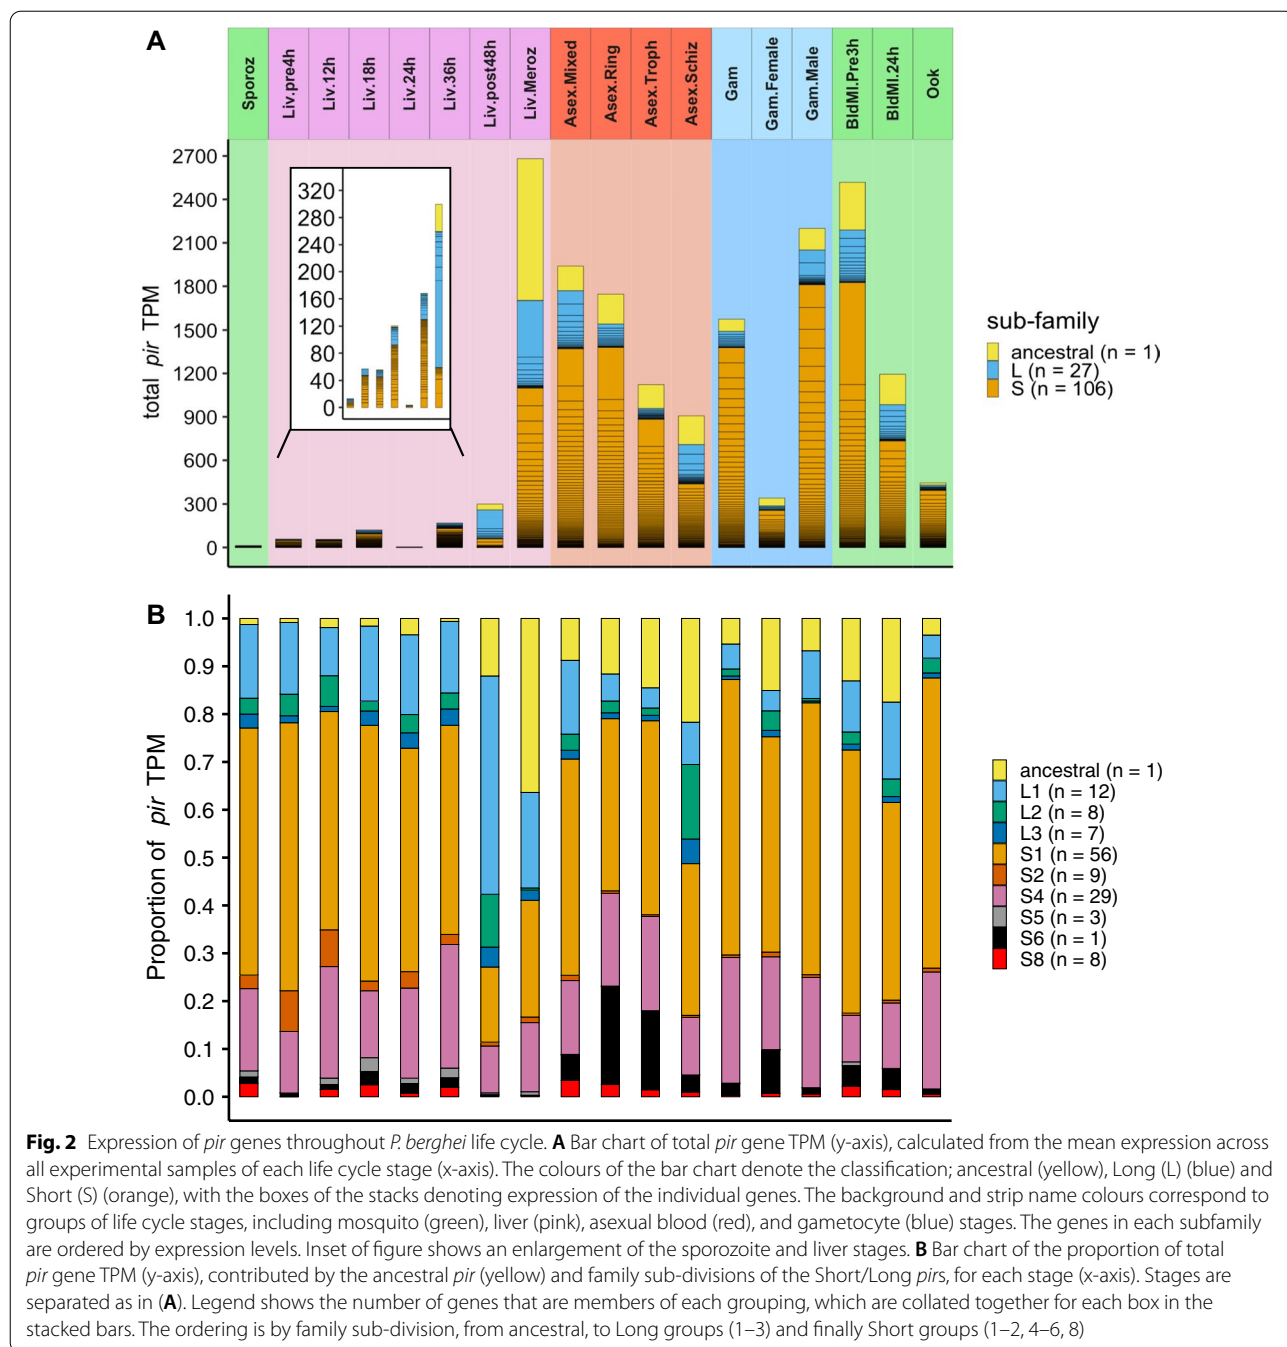 A
Sporoz
Liv.pre4h
Liv.12h
Liv.18h
Liv.24h
Liv.36h
Liv.post48h
Liv.Meroz
Asex.Mixed
Asex.Ring
Asex.Troph
Asex.Schiz
Gam
Gam.Female
Gam.Male
BldMl.Pre3h
BldMl.24h
Ook
total pir TPM
2700
2400
2100
1800
1500
1200
900
600
300
0
320
280
240
200
160
120
80
40
0
sub-family
ancestral (n = 1)
L (n = 27)
S (n = 106)
B
Proportion of pir TPM
1.0
0.9
0.8
0.7
0.6
0.5
0.4
0.3
0.2
0.1
0.0
ancestral (n = 1)
L1 (n = 12)
L2 (n = 8)
L3 (n = 7)
S1 (n = 56)
S2 (n = 9)
S4 (n = 29)
S5 (n = 3)
S6 (n = 1)
S8 (n = 8)
Fig. 2 Expression of pir genes throughout P. berghei life cycle. A Bar chart of total pir gene TPM (y-axis), calculated from the mean expression across
all experimental samples of each life cycle stage (x-axis). The colours of the bar chart denote the classification; ancestral (yellow), Long (L) (blue) and
Short (S) (orange), with the boxes of the stacks denoting expression of the individual genes. The background and strip name colours correspond to
groups of life cycle stages, including mosquito (green), liver (pink), asexual blood (red), and gametocyte (blue) stages. The genes in each subfamily
are ordered by expression levels. Inset of figure shows an enlargement of the sporozoite and liver stages. B Bar chart of the proportion of total
pir gene TPM (y-axis), contributed by the ancestral pir (yellow) and family sub-divisions of the Short/Long pirs, for each stage (x-axis). Stages are
separated as in (A). Legend shows the number of genes that are members of each grouping, which are collated together for each box in the
stacked bars. The ordering is by family sub-division, from ancestral, to Long groups (1–3) and finally Short groups (1–2, 4–6, 8)